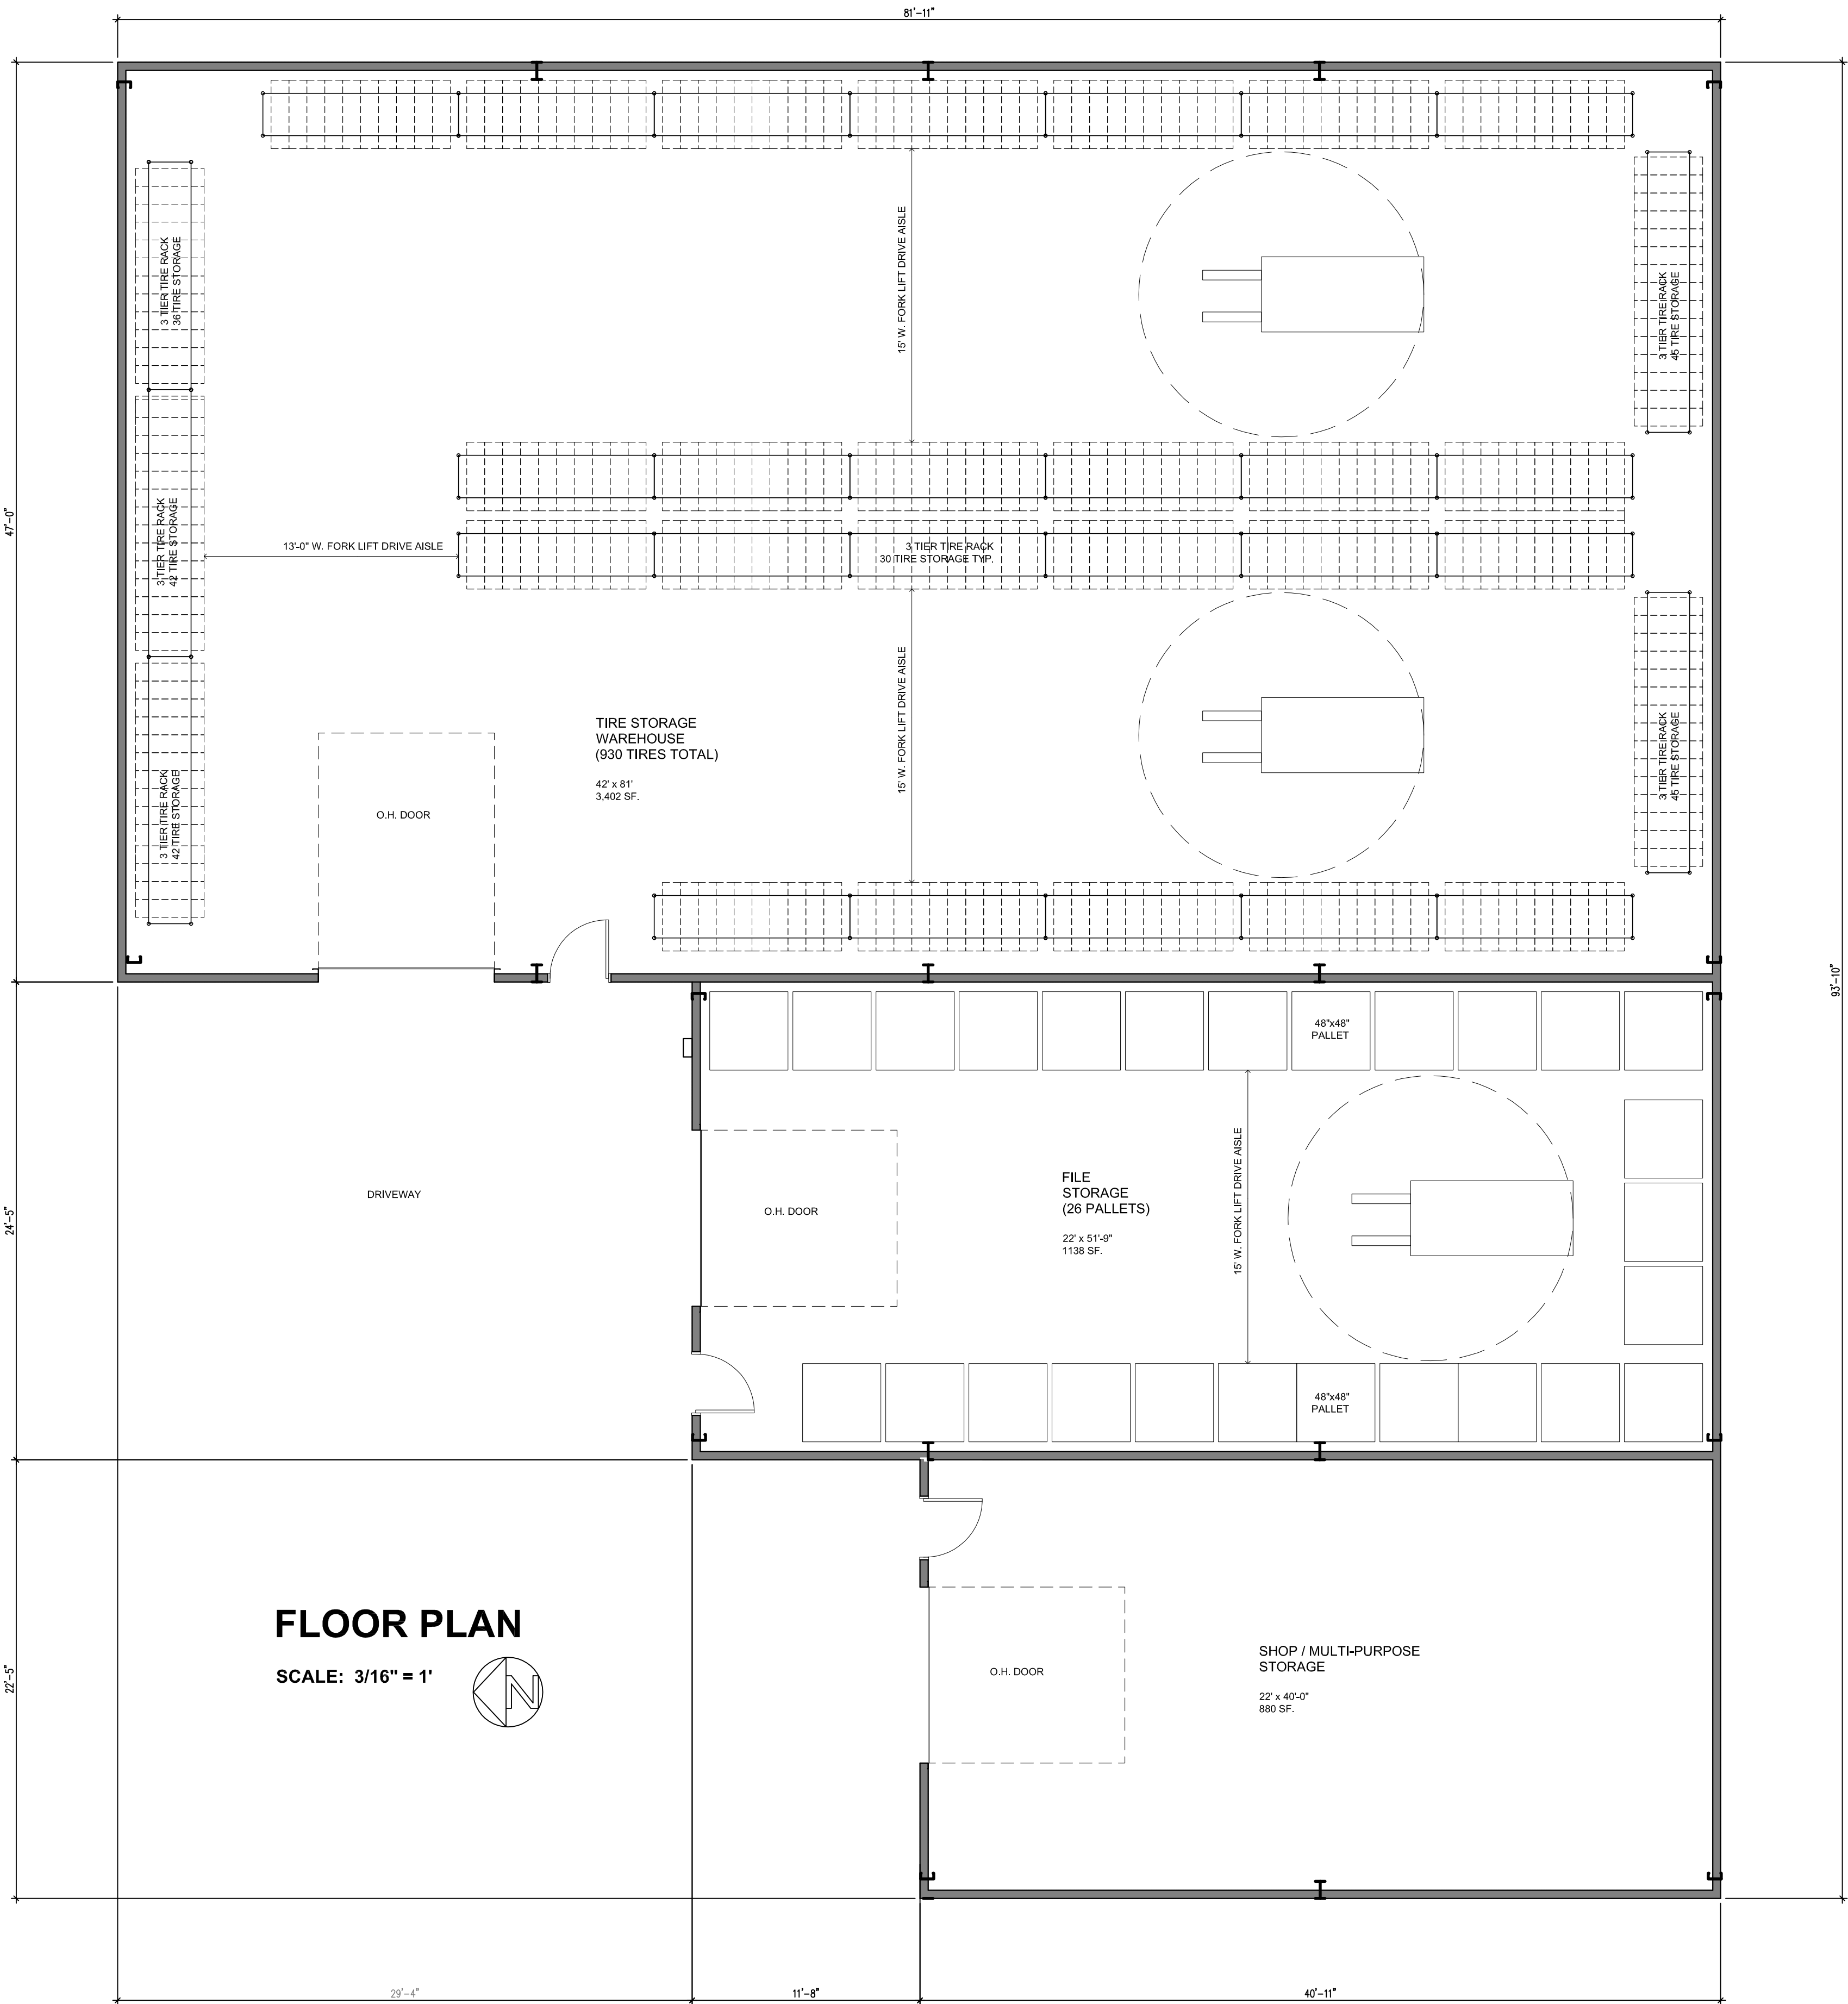 81'-11"
47'-0"
93'-10"
24'-5"
22'-5"
3 TIER TIRE RACK
36 TIRE STORAGE
3 TIER TIRE RACK
42 TIRE STORAGE
3 TIER TIRE RACK
42 TIRE STORAGE
15' W. FORK LIFT DRIVE AISLE
3 TIER TIRE RACK
45 TIRE STORAGE
13'-0" W. FORK LIFT DRIVE AISLE
3 TIER TIRE RACK
30 TIRE STORAGE TYP.
15' W. FORK LIFT DRIVE AISLE
3 TIER TIRE RACK
45 TIRE STORAGE
TIRE STORAGE
WAREHOUSE
(930 TIRES TOTAL)
42' x 81'
3,402 SF.
O.H. DOOR
48"x48"
PALLET
DRIVEWAY
O.H. DOOR
FILE
STORAGE
(26 PALLETS)
22' x 51'-9"
1138 SF.
15' W. FORK LIFT DRIVE AISLE
48"x48"
PALLET
FLOOR PLAN
SCALE: 3/16" = 1'
N
O.H. DOOR
SHOP / MULTI-PURPOSE
STORAGE
22' x 40'-0"
880 SF.
29'-4"
11'-8"
40'-11"